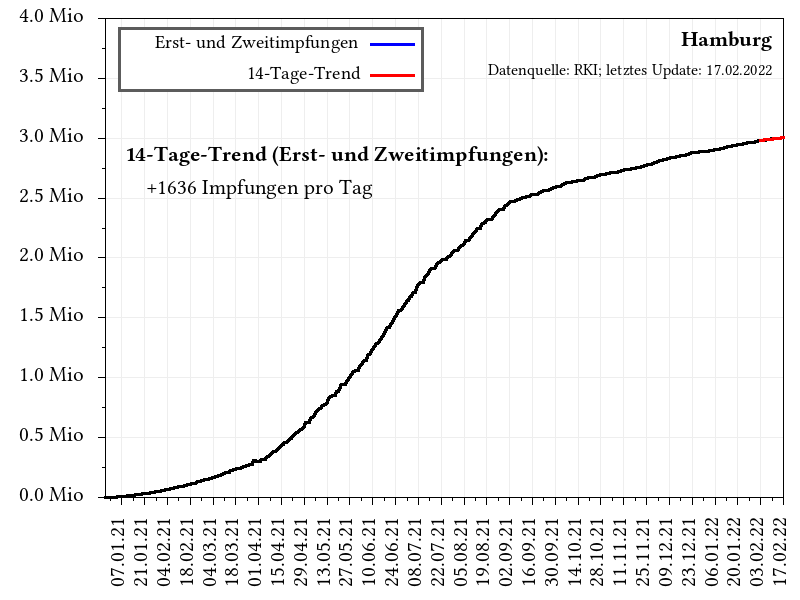 4.0 Mio
3.5 Mio
3.0 Mio
2.5 Mio
2.0 Mio
1.5 Mio
1.0 Mio
0.5 Mio
0.0 Mio
Erst- und Zweitimpfungen
14-Tage-Trend
Hamburg
Datenquelle: RKI; letztes Update: 17.02.2022
14-Tage-Trend (Erst- und Zweitimpfungen):
+1636 Impfungen pro Tag
07.01.21
21.01.21
04.02.21
18.02.21
04.03.21
18.03.21
01.04.21
15.04.21
29.04.21
13.05.21
27.05.21
10.06.21
24.06.21
08.07.21
22.07.21
05.08.21
19.08.21
02.09.21
16.09.21
30.09.21
14.10.21
28.10.21
11.11.21
25.11.21
09.12.21
23.12.21
06.01.22
20.01.22
03.02.22
17.02.22